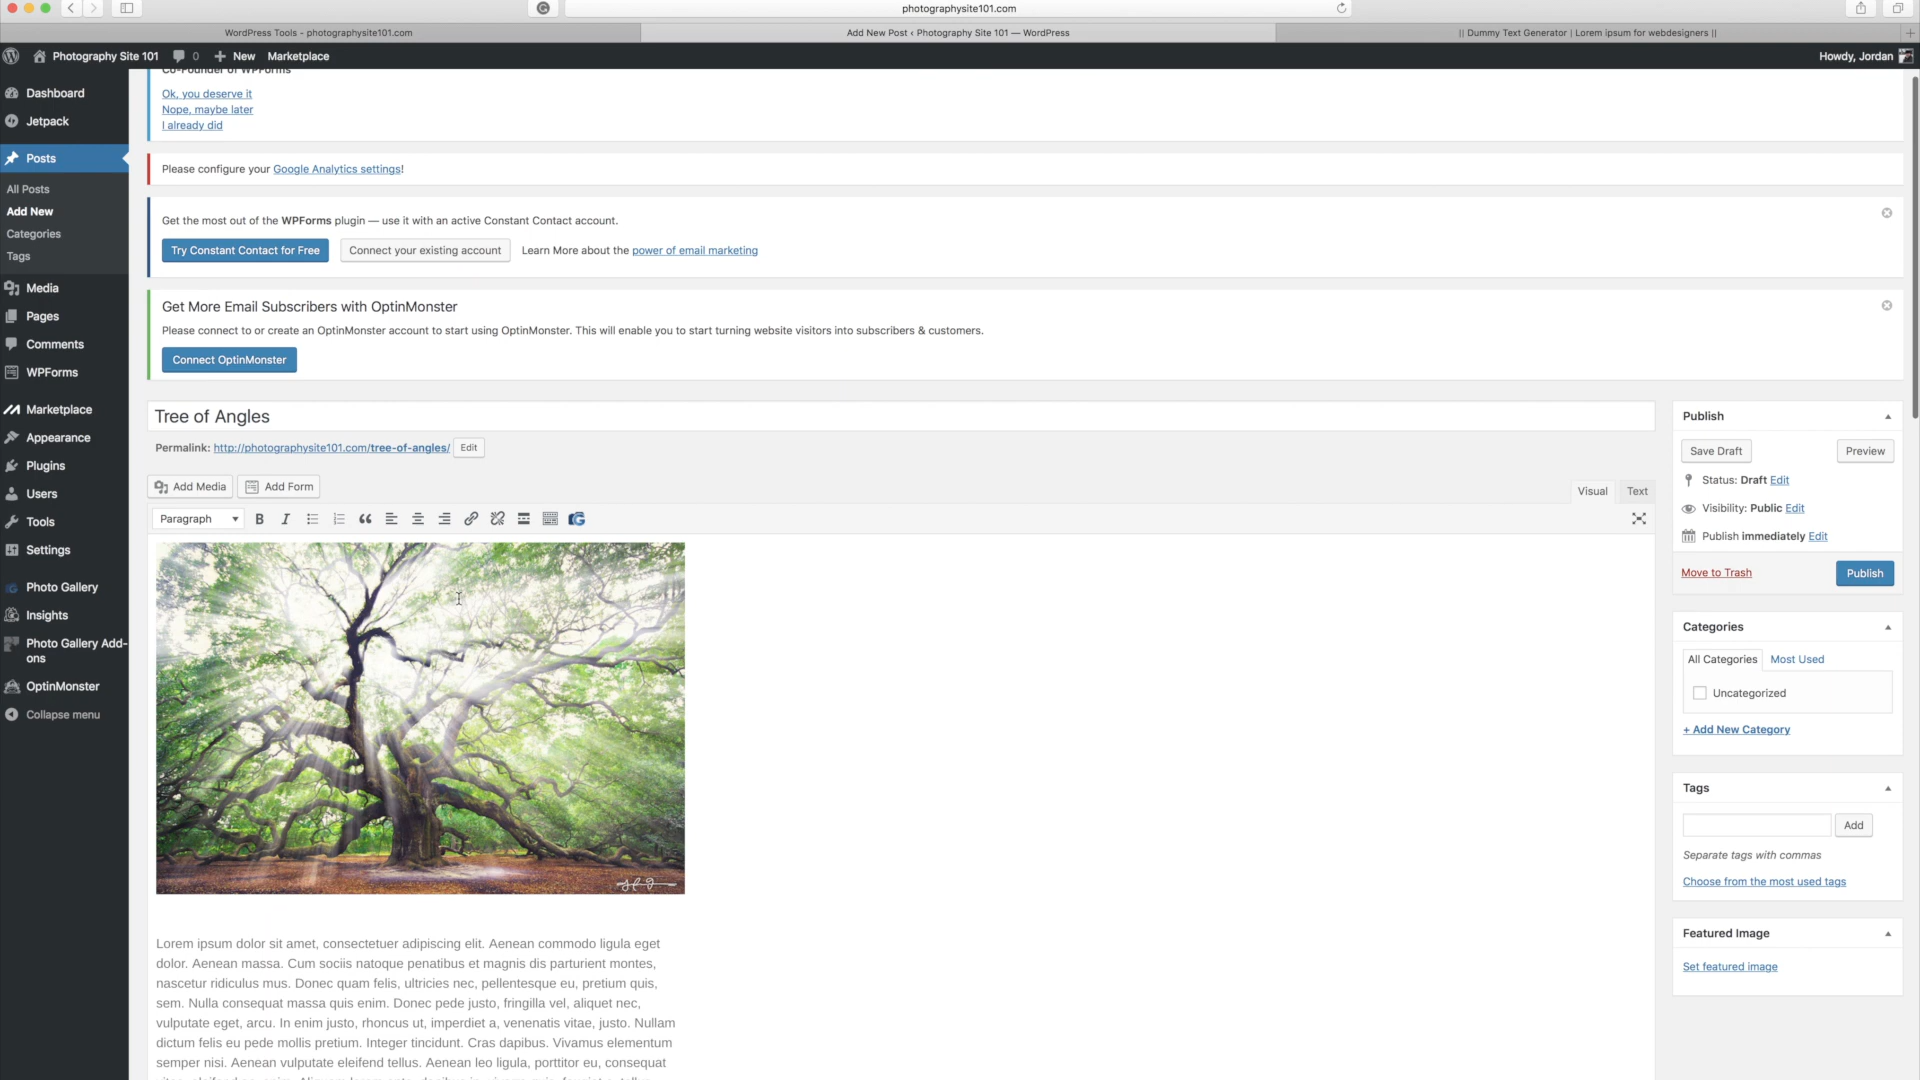 photographysite101.com
WordPress Tools - photographysite101.com
Add New Post ‹ Photography Site 101 — WordPress
|| Dummy Text Generator | Lorem ipsum for webdesigners ||
Photography Site 101
0
New
Marketplace
Howdy, Jordan
Dashboard
Jetpack
Posts
All Posts
Add New
Categories
Tags
Media
Pages
Comments
WPForms
Marketplace
Appearance
Plugins
Users
Tools
Settings
Photo Gallery
Insights
Photo Gallery Add-
ons
OptinMonster
Collapse menu
Co-Founder of WPForms
Ok, you deserve it
Nope, maybe later
I already did
Please configure your Google Analytics settings!
Get the most out of the WPForms plugin — use it with an active Constant Contact account.
Try Constant Contact for Free
Connect your existing account
Learn More about the power of email marketing
Get More Email Subscribers with OptinMonster
Please connect to or create an OptinMonster account to start using OptinMonster. This will enable you to start turning website visitors into subscribers & customers.
Connect OptinMonster
Tree of Angles
Permalink: http://photographysite101.com/tree-of-angles/ Edit
Add Media
Add Form
Visual
Text
Paragraph
B
I
Lorem ipsum dolor sit amet, consectetuer adipiscing elit. Aenean commodo ligula eget
dolor. Aenean massa. Cum sociis natoque penatibus et magnis dis parturient montes,
nascetur ridiculus mus. Donec quam felis, ultricies nec, pellentesque eu, pretium quis,
sem. Nulla consequat massa quis enim. Donec pede justo, fringilla vel, aliquet nec,
vulputate eget, arcu. In enim justo, rhoncus ut, imperdiet a, venenatis vitae, justo. Nullam
dictum felis eu pede mollis pretium. Integer tincidunt. Cras dapibus. Vivamus elementum
semper nisi. Aenean vulputate eleifend tellus. Aenean leo ligula, porttitor eu, consequat
Publish
Save Draft
Preview
Status: Draft Edit
Visibility: Public Edit
Publish immediately Edit
Move to Trash
Publish
Categories
All Categories
Most Used
Uncategorized
+ Add New Category
Tags
Add
Separate tags with commas
Choose from the most used tags
Featured Image
Set featured image